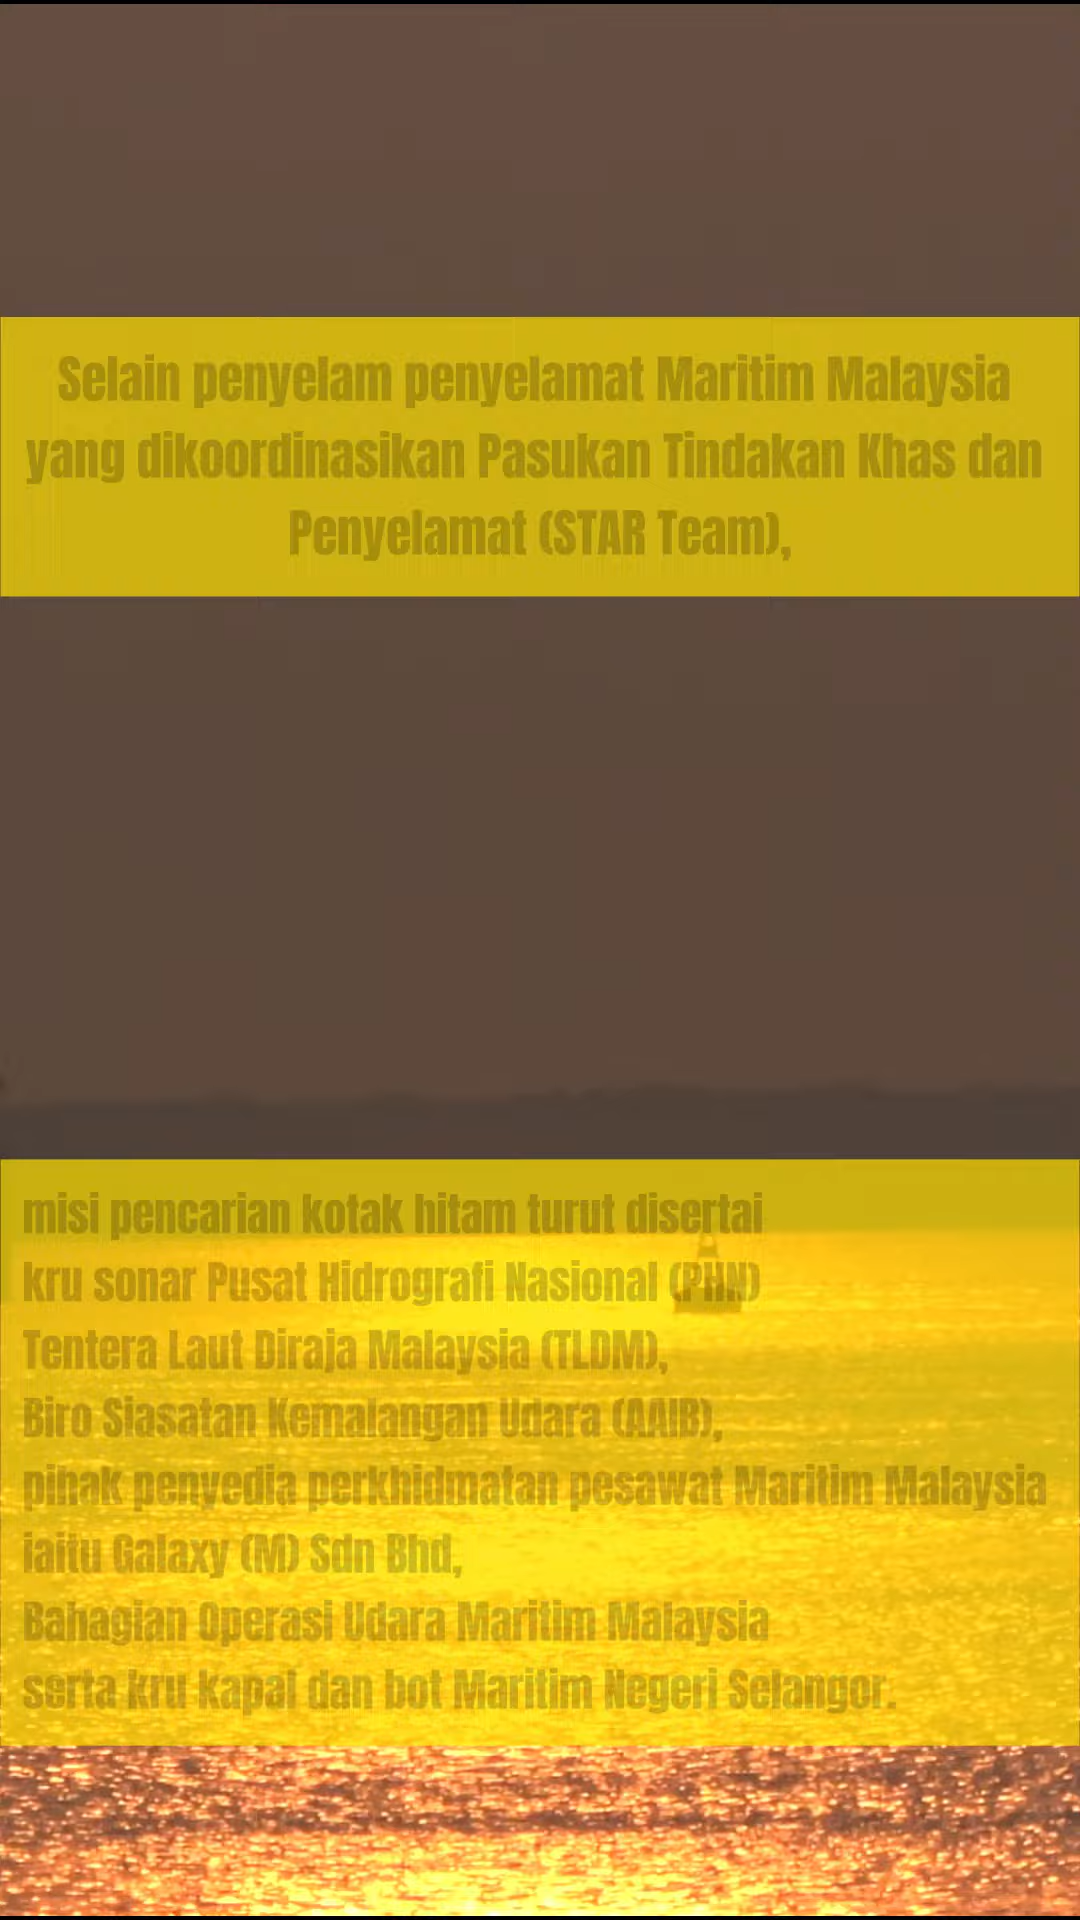 Selain penyelam penyelamat Maritim Malaysia
yang dikoordinasikan Pasukan Tindakan Khas dan
Penyelamat (STAR Team),
misi pencarian kotak hitam turut disertai
kru sonar Pusat Hidrografi Nasional (PHN)
Tentera Laut Diraja Malaysia (TLDM),
Biro Siasatan Kemalangan Udara (AAIB),
pihak penyedia perkhidmatan pesawat Maritim Malaysia
iaitu Galaxy (M) Sdn Bhd,
Bahagian Operasi Udara Maritim Malaysia
serta kru kapal dan bot Maritim Negeri Selangor.